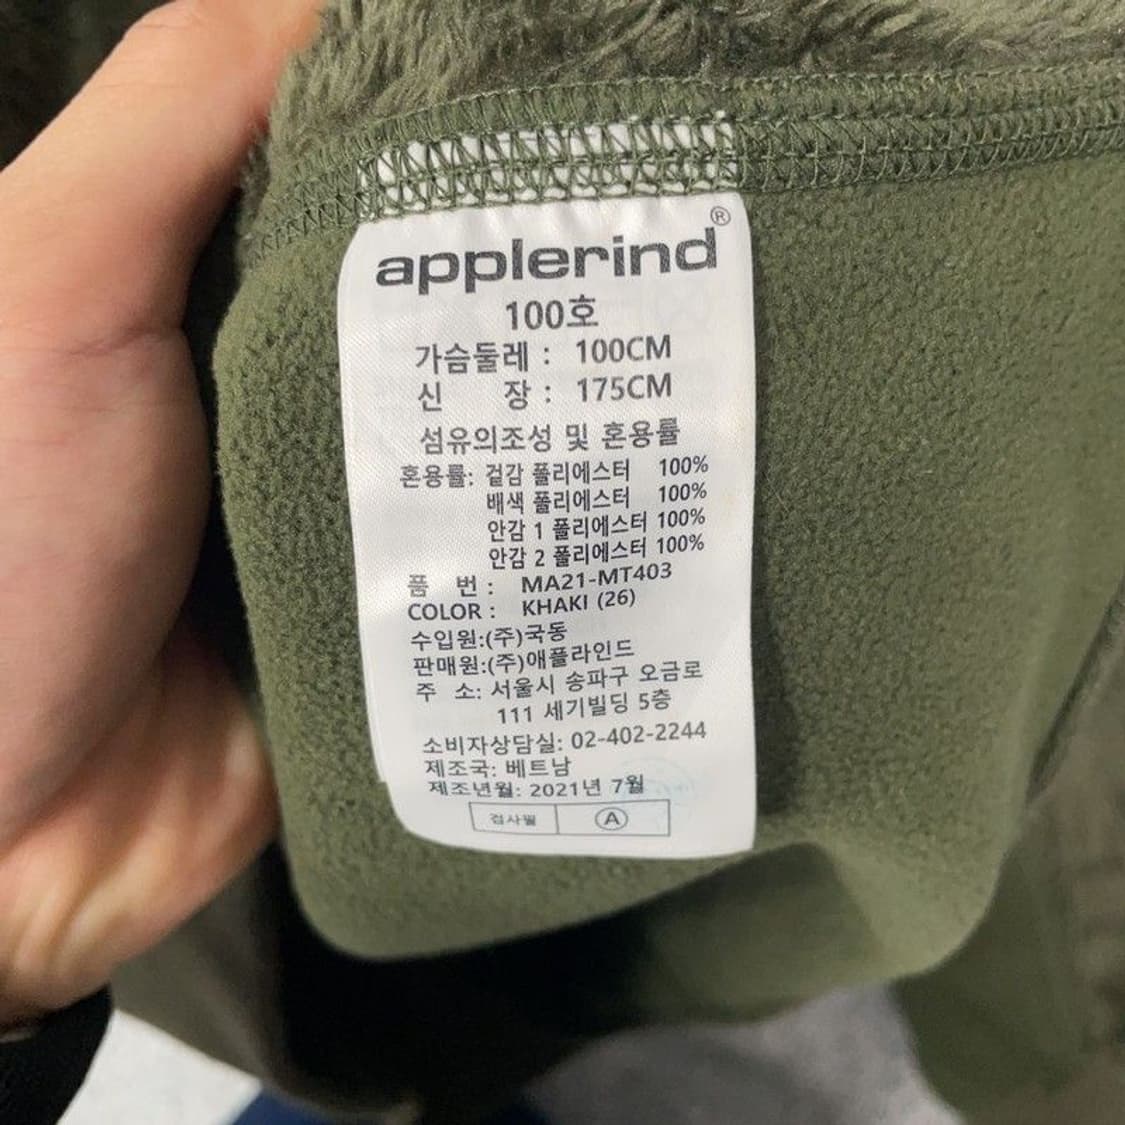 applerind®
100호
가슴둘레 : 100CM
신 장 : 175CM
섬유의조성 및 혼용률
혼용률: 겉감 폴리에스터 100%
배색 폴리에스터 100%
안감 1 폴리에스터 100%
안감 2 폴리에스터 100%
품 번 : MA21-MT403
COLOR : KHAKI (26)
수입원:(주)국동
판매원:(주)애플라인드
주 소: 서울시 송파구 오금로
111 세기빌딩 5층
소비자상담실: 02-402-2244
제조국: 베트남
제조년월: 2021년 7월
검사필 Ⓐ